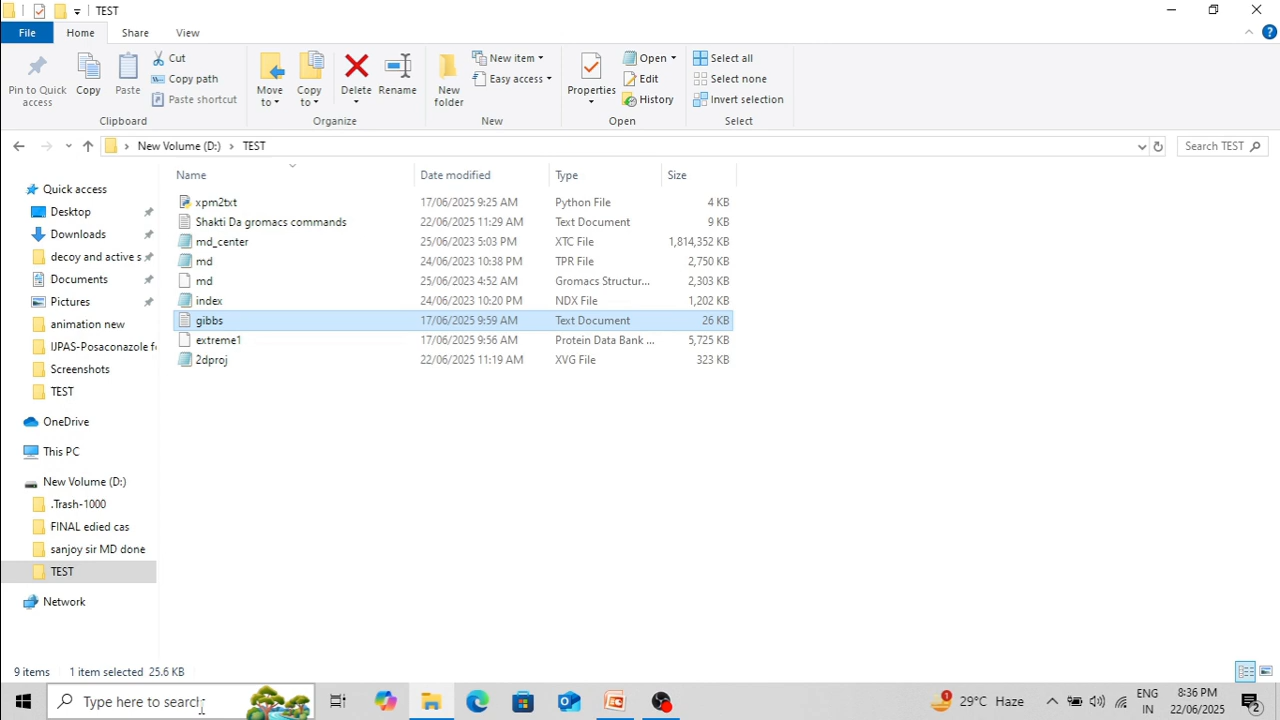 TEST
File Home Share View
Pin to Quick access
Copy
Paste
Cut
Copy path
Paste shortcut
Clipboard
Move to
Copy to
Delete
Rename
Organize
New folder
New item
Easy access
New
Properties
Open
Edit
History
Open
Select all
Select none
Invert selection
Select
New Volume (D:) TEST
Search TEST
Name Date modified Type Size
xpm2txt 17/06/2025 9:25 AM Python File 4 KB
Shakti Da gromacs commands 22/06/2025 11:29 AM Text Document 9 KB
md_center 25/06/2023 5:03 PM XTC File 1,814,352 KB
md 24/06/2023 10:38 PM TPR File 2,750 KB
md 25/06/2023 4:52 AM Gromacs Structur... 2,303 KB
index 24/06/2023 10:20 PM NDX File 1,202 KB
gibbs 17/06/2025 9:59 AM Text Document 26 KB
extreme1 17/06/2025 9:56 AM Protein Data Bank ... 5,725 KB
2dproj 22/06/2025 11:19 AM XVG File 323 KB
Quick access
Desktop
Downloads
decoy and active s
Documents
Pictures
animation new
IJPAS-Posaconazole f
Screenshots
TEST
OneDrive
This PC
New Volume (D:)
.Trash-1000
FINAL edied cas
sanjoy sir MD done
TEST
Network
9 items 1 item selected 25.6 KB
Type here to search
1
29°C Haze
ENG
IN
8:36 PM
22/06/2025
2